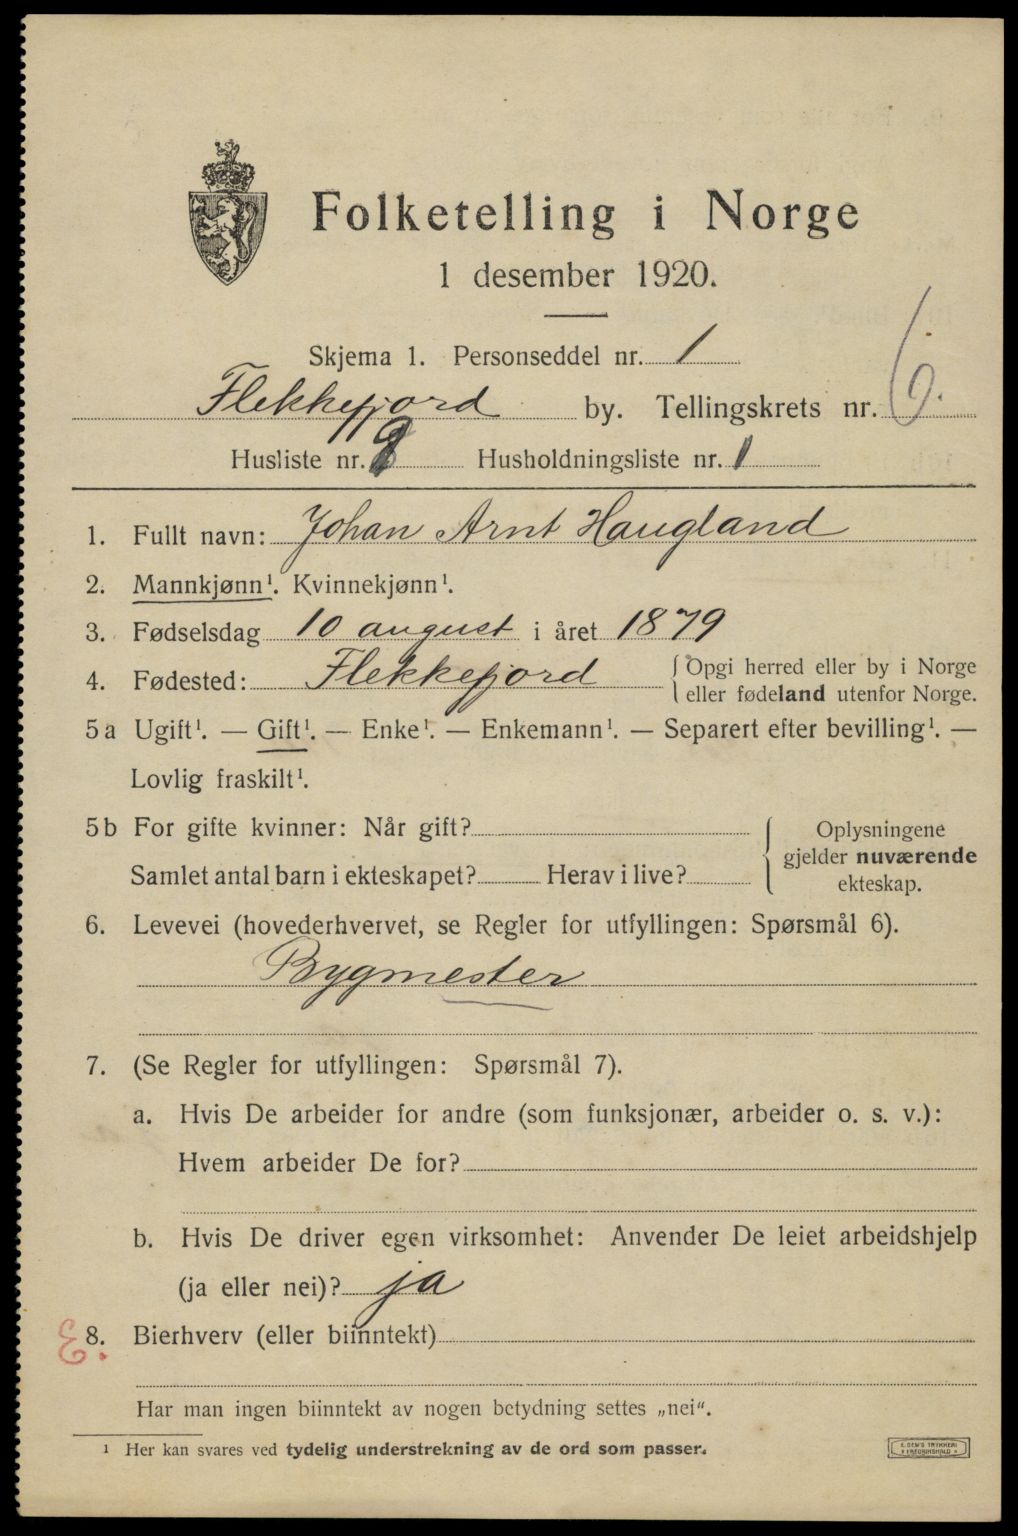 Folketelling i Norge
1 desember 1920.
Skjema 1. Personseddel nr. 1
Flekkefjord by. Tellingskrets nr. 6.
Husliste nr. 9 Husholdningsliste nr. 1
1. Fullt navn: Johan Arnt Haugland
2. Mannkjønn¹. Kvinnekjønn¹.
3. Fødselsdag 10 august i året 1879
4. Fødested: Flekkefjord { Opgi herred eller by i Norge
eller fødeland utenfor Norge.
5a Ugift¹. — Gift¹. — Enke¹. — Enkemann¹. — Separert efter bevilling¹. —
Lovlig fraskilt¹.
5b For gifte kvinner: Når gift?
Samlet antal barn i ekteskapet? Herav i live?
{ Oplysningene
gjelder nuværende
ekteskap.
6. Levevei (hovederhvervet, se Regler for utfyllingen: Spørsmål 6).
Bygmester
7. (Se Regler for utfyllingen: Spørsmål 7).
a. Hvis De arbeider for andre (som funksjonær, arbeider o. s. v.):
Hvem arbeider De for?
b. Hvis De driver egen virksomhet: Anvender De leiet arbeidshjelp
(ja eller nei)? ja
8. Bierhverv (eller biinntekt)
Har man ingen biinntekt av nogen betydning settes „nei".
¹ Her kan svares ved tydelig understrekning av de ord som passer.
E. SEM'S TRYKKERI
FREDRIKSHALD